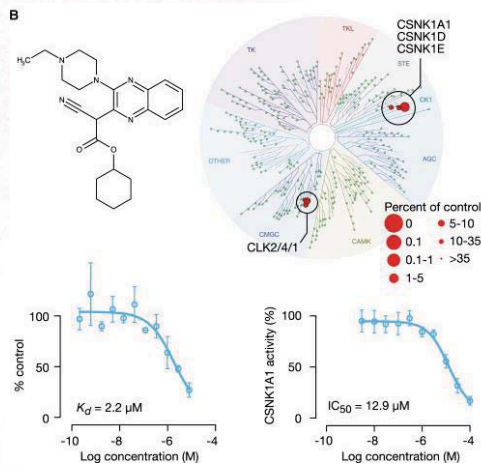 B
H₃C
N
N
N
N
N
O
O
TK
TKL
STE
CK1
AGC
CAMK
CMGC
OTHER
CSNK1A1
CSNK1D
CSNK1E
CLK2/4/1
Percent of control
0
0.1
0.1-1
1-5
5-10
10-35
>35
% control
100
50
0
Kd = 2.2 µM
-10 -8 -6 -4
Log concentration (M)
CSNK1A1 activity (%)
100
50
0
IC50 = 12.9 µM
-10 -8 -6 -4
Log concentration (M)